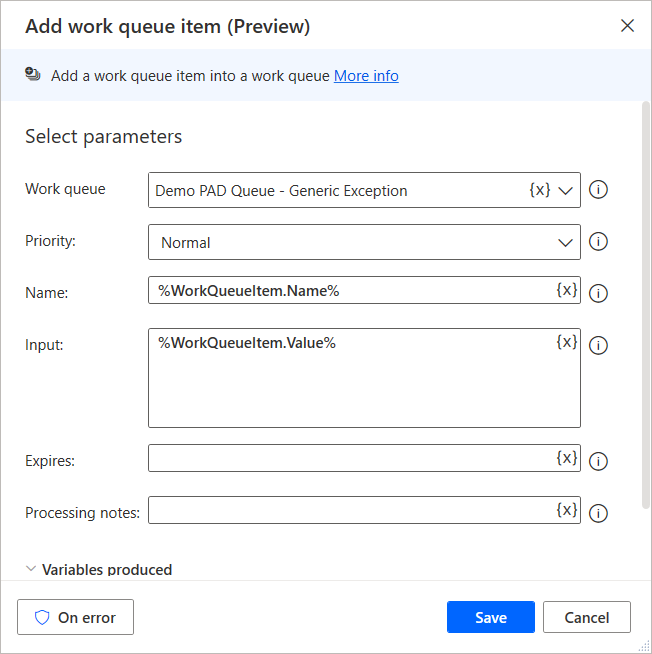 Add work queue item (Preview)
Add a work queue item into a work queue More info
Select parameters
Work queue
Demo PAD Queue - Generic Exception {x}
Priority:
Normal
Name:
%WorkQueueItem.Name% {x}
Input:
%WorkQueueItem.Value% {x}
Expires:
{x}
Processing notes:
{x}
Variables produced
On error
Save
Cancel